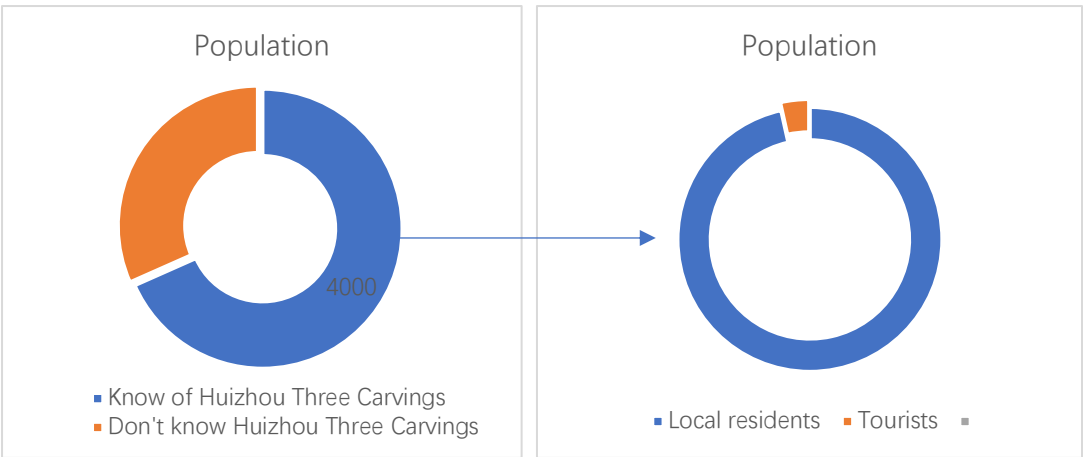 Population
4000
Know of Huizhou Three Carvings
Don't know Huizhou Three Carvings
Population
Local residents Tourists